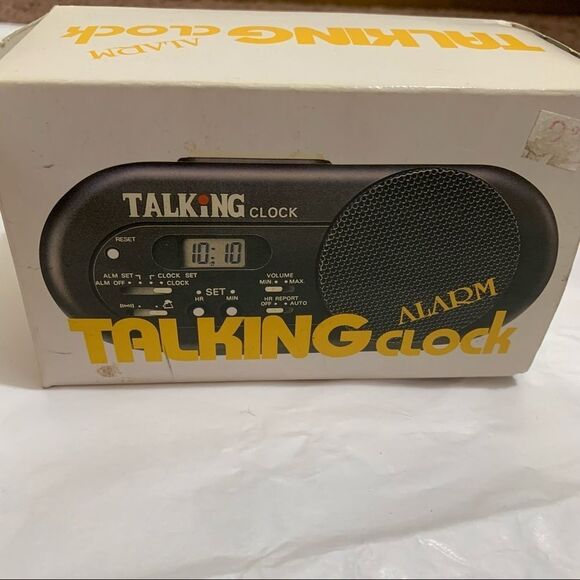 TALKING
ALARM
CLOCK
TALKiNG CLOCK
RESET
10:10
ALM SET CLOCK SET
ALM OFF CLOCK
SET
HR MIN
VOLUME
MIN. MAX.
HR REPORT
OFF AUTO
ALARM
TALKING CLOCK